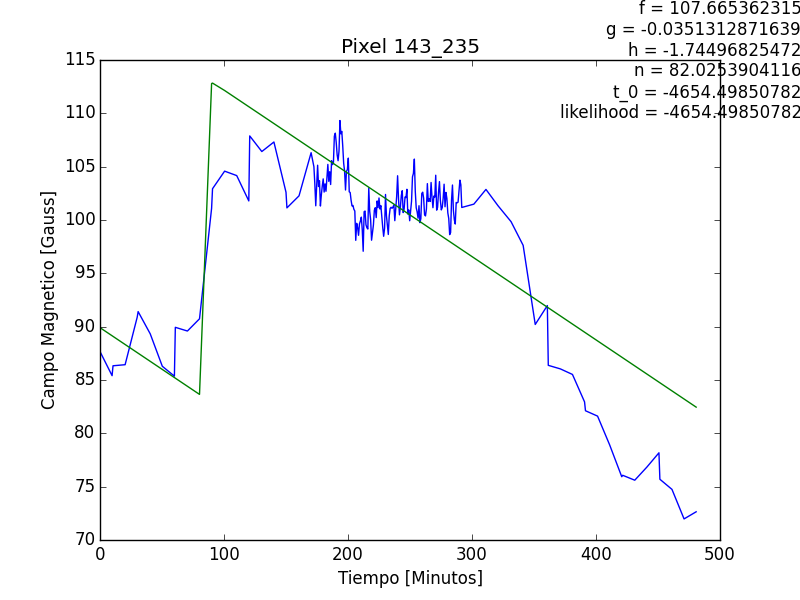 f = 107.665362315
g = -0.0351312871639
h = -1.74496825472
n = 82.0253904116
t_0 = -4654.49850782
likelihood = -4654.49850782
Pixel 143_235
115
110
105
100
95
90
85
80
75
70
Campo Magnetico [Gauss]
0
100
200
300
400
500
Tiempo [Minutos]